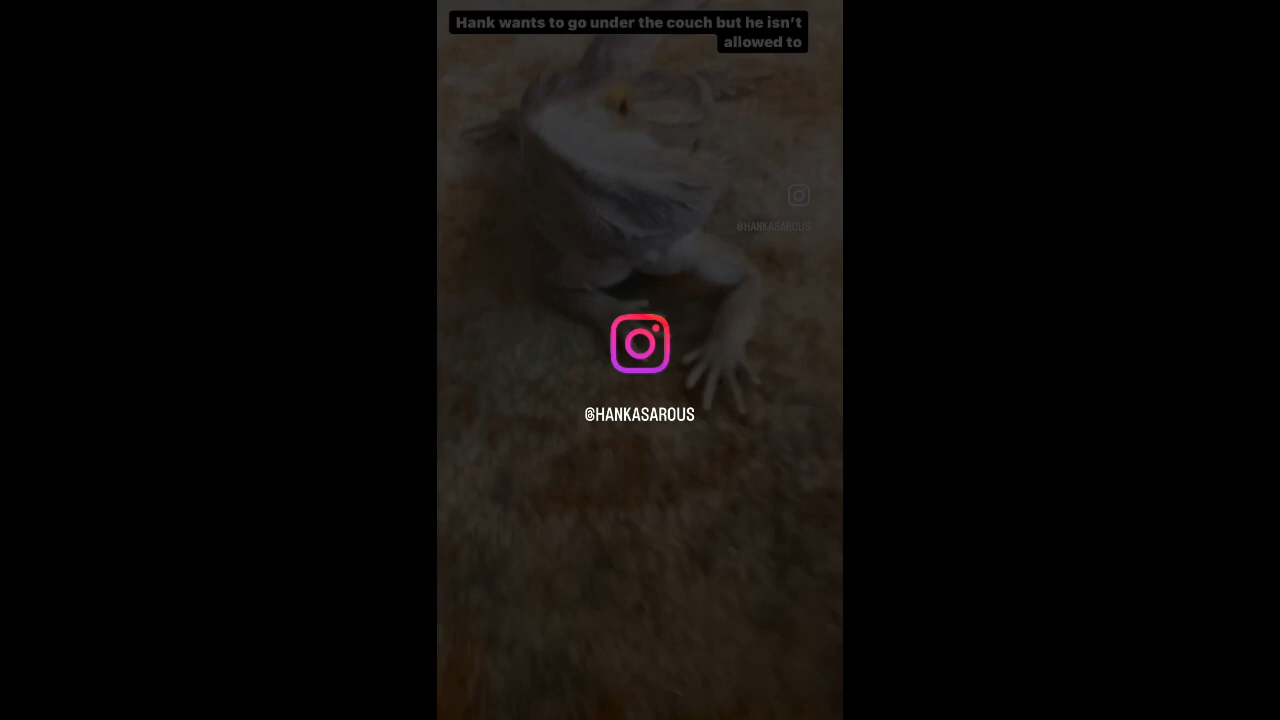 Hank wants to go under the couch but he isn’t
allowed to
@HANKASAROUS
@HANKASAROUS